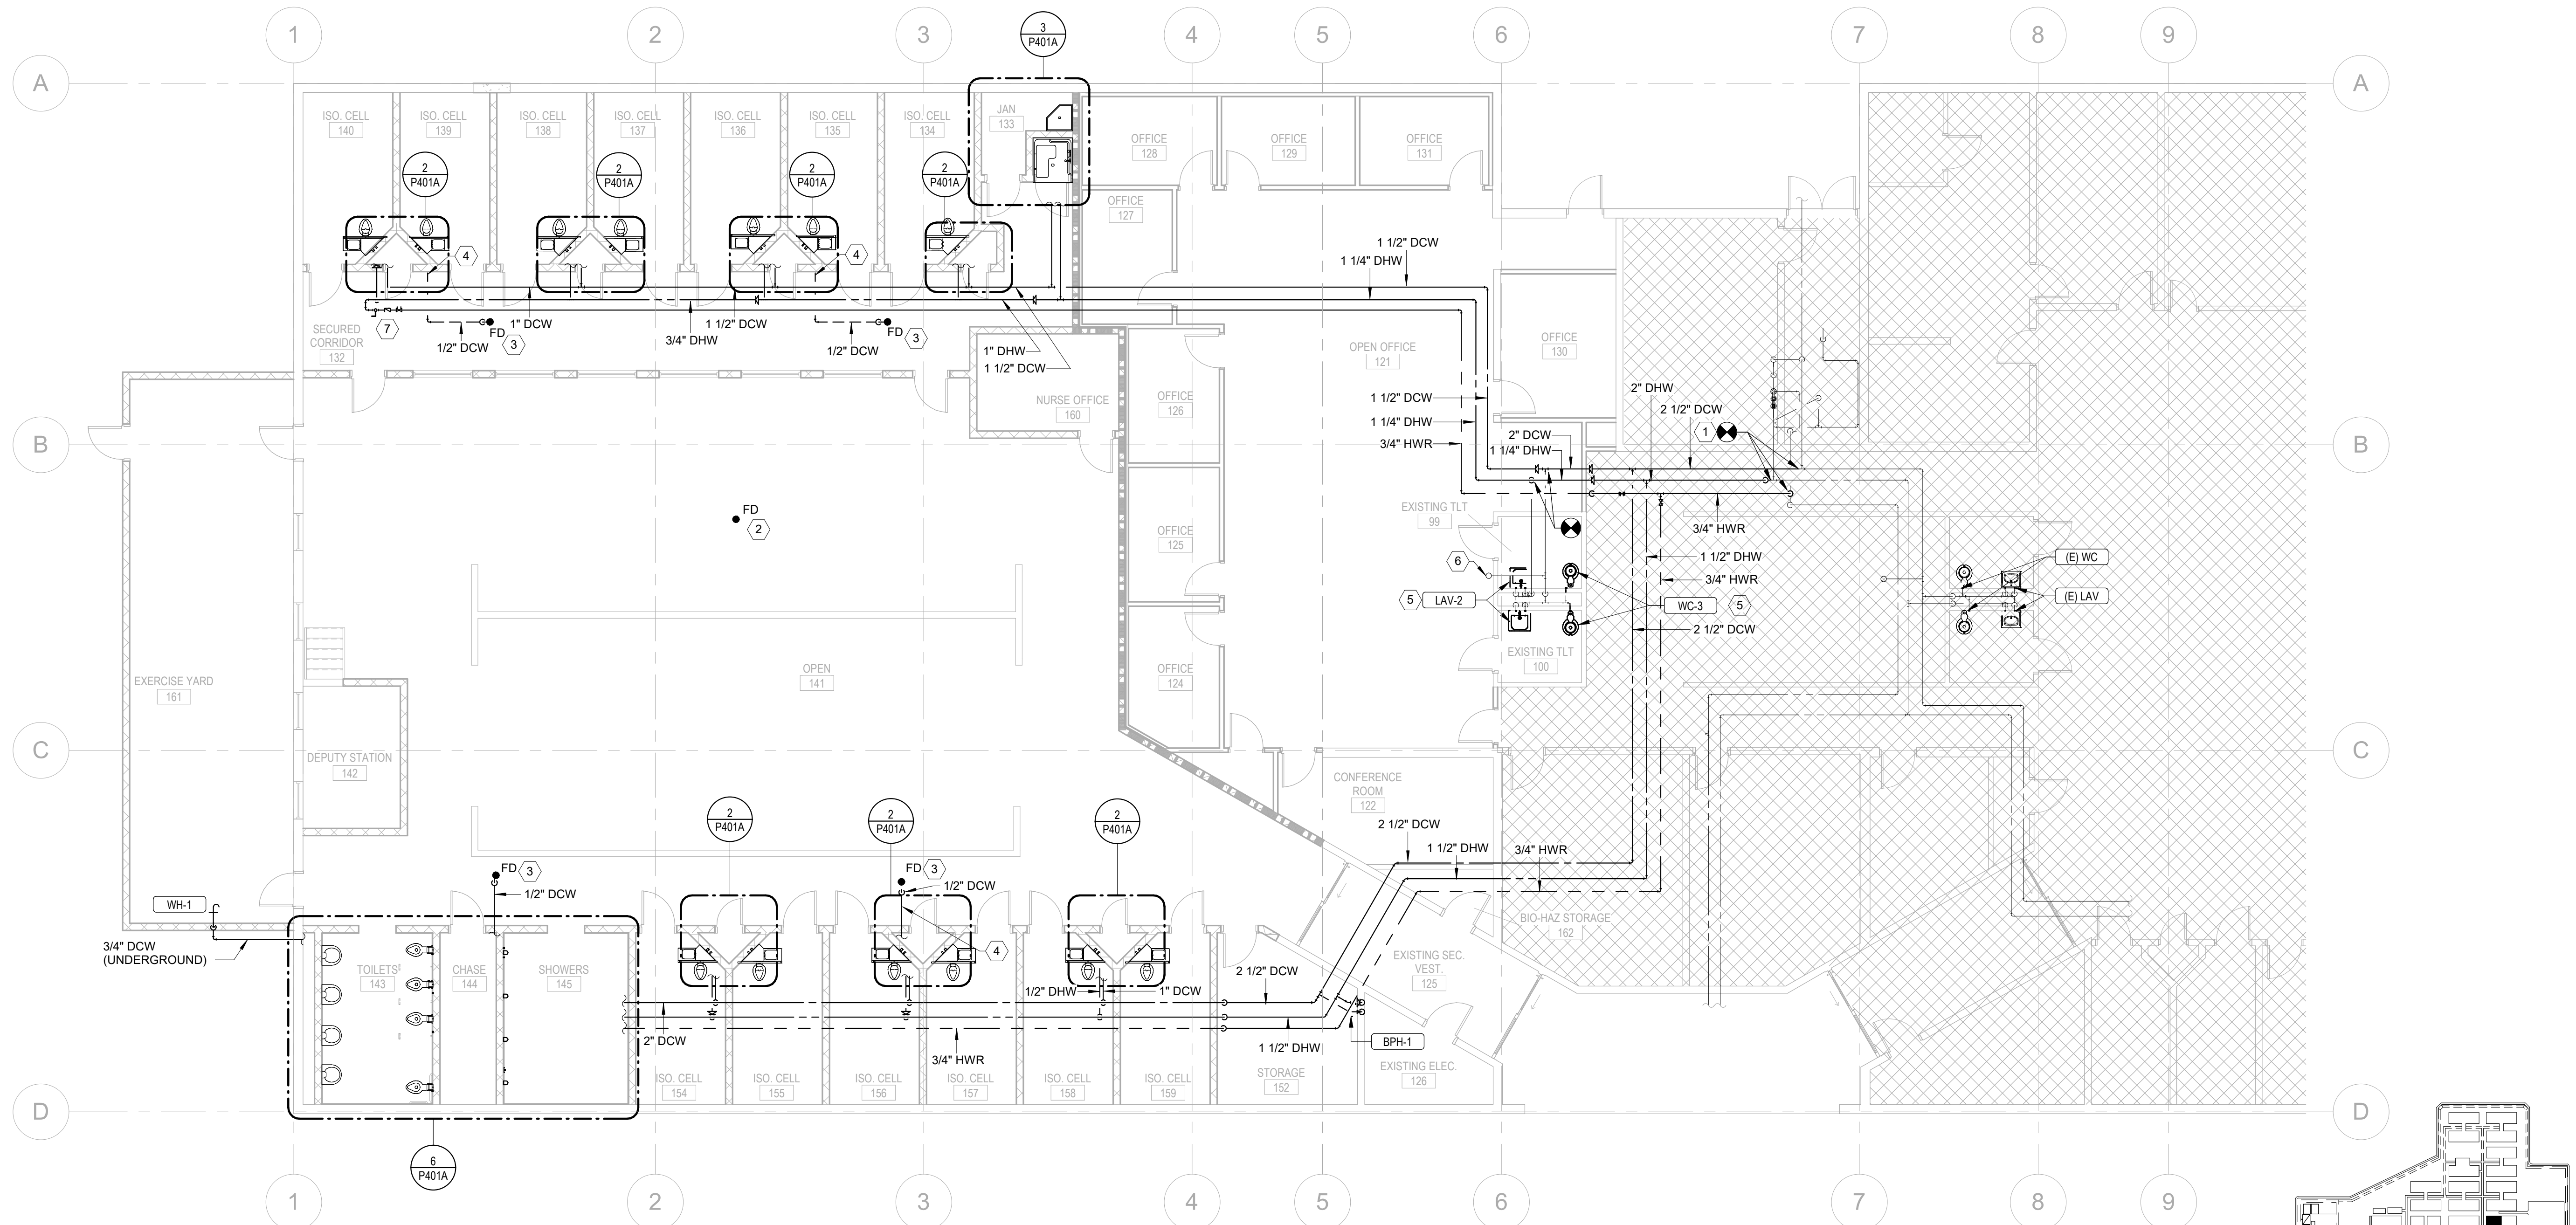 3
P401A
1
2
3
4
5
6
7
8
9
A
A
ISO. CELL
140
ISO. CELL
139
ISO. CELL
138
ISO. CELL
137
ISO. CELL
136
ISO. CELL
135
ISO. CELL
134
JAN
133
OFFICE
128
OFFICE
129
OFFICE
131
2
P401A
2
P401A
2
P401A
2
P401A
OFFICE
127
4
4
1 1/2" DCW
1 1/4" DHW
SECURED
CORRIDOR
132
7
1" DCW
1 1/2" DCW
3/4" DHW
1/2" DCW
FD
3
1/2" DCW
FD
3
1" DHW
1 1/2" DCW
OPEN OFFICE
121
OFFICE
130
NURSE OFFICE
160
OFFICE
126
1 1/2" DCW
1 1/4" DHW
3/4" HWR
2" DHW
2 1/2" DCW
2" DCW
1 1/4" DHW
1
B
B
FD
2
OFFICE
125
EXISTING TLT
99
3/4" HWR
1 1/2" DHW
3/4" HWR
6
5
LAV-2
WC-3
5
2 1/2" DCW
(E) WC
(E) LAV
EXISTING TLT
100
EXERCISE YARD
161
OPEN
141
OFFICE
124
C
C
DEPUTY STATION
142
CONFERENCE
ROOM
122
2
P401A
2
P401A
2
P401A
2 1/2" DCW
1 1/2" DHW
3/4" HWR
FD
3
1/2" DCW
FD
3
1/2" DCW
WH-1
3/4" DCW
(UNDERGROUND)
4
BIO-HAZ STORAGE
162
TOILETS
143
CHASE
144
SHOWERS
145
EXISTING SEC.
VEST.
125
1/2" DHW
1" DCW
2 1/2" DCW
2" DCW
3/4" HWR
1 1/2" DHW
BPH-1
ISO. CELL
154
ISO. CELL
155
ISO. CELL
156
ISO. CELL
157
ISO. CELL
158
ISO. CELL
159
STORAGE
152
EXISTING ELEC.
126
D
D
6
P401A
1
2
3
4
5
6
7
8
9